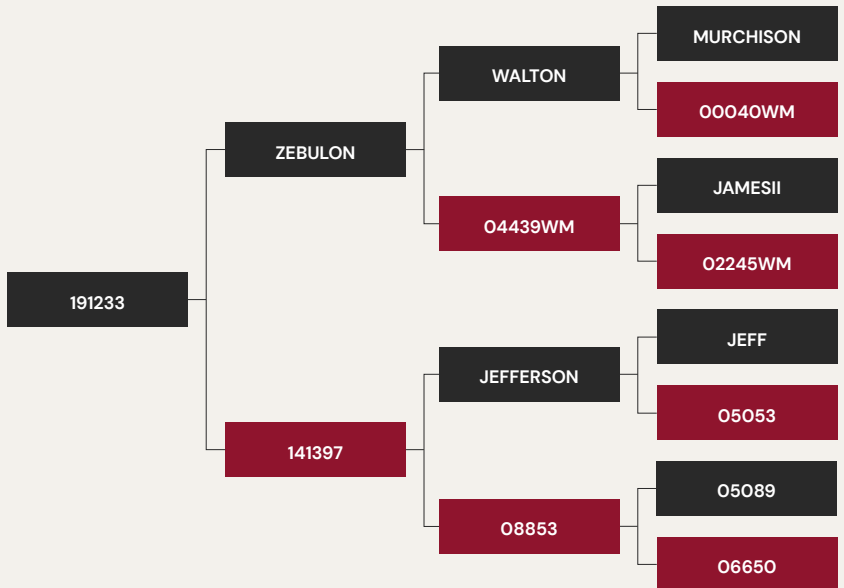 MURCHISON
WALTON
00040WM
ZEBULON
JAMESII
04439WM
02245WM
191233
JEFF
JEFFERSON
05053
141397
05089
08853
06650